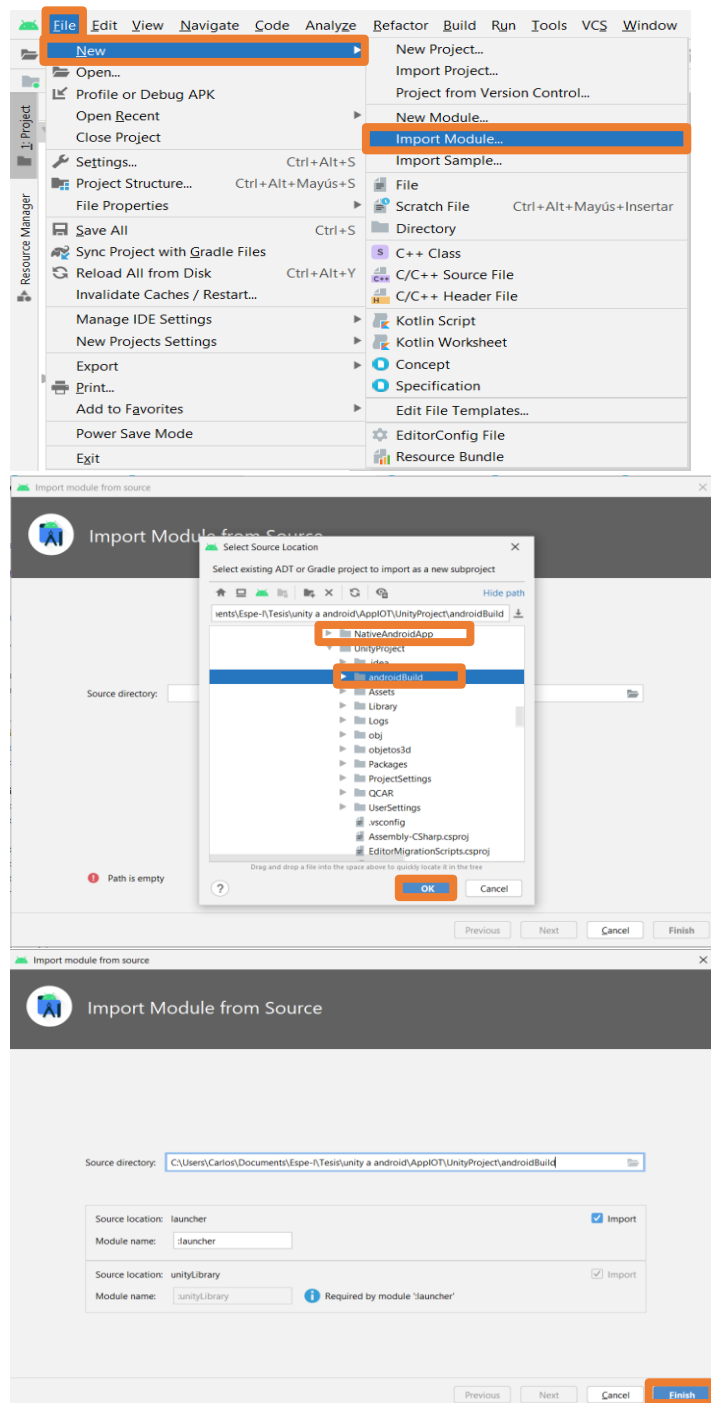 File Edit View Navigate Code Analyze Refactor Build Run Tools VCS Window
New
Open...
Profile or Debug APK
Open Recent
Close Project
Settings... Ctrl+Alt+S
Project Structure... Ctrl+Alt+Mayús+S
File Properties
Save All Ctrl+S
Sync Project with Gradle Files
Reload All from Disk Ctrl+Alt+Y
Invalidate Caches / Restart...
Manage IDE Settings
New Projects Settings
Export
Print...
Add to Favorites
Power Save Mode
Exit
New Project...
Import Project...
Project from Version Control...
New Module...
Import Module...
Import Sample...
File
Scratch File Ctrl+Alt+Mayús+Insertar
Directory
S C++ Class
C++ C/C++ Source File
H C/C++ Header File
Kotlin Script
Kotlin Worksheet
Concept
Specification
Edit File Templates...
EditorConfig File
Resource Bundle
1: Project
Resource Manager
Import module from source
Import Module from Source
Select Source Location
Select existing ADT or Gradle project to import as a new subproject
Hide path
ients\Espe-I\Tesis\unity a android\AppIOT\UnityProject\androidBuild
NativeAndroidApp
UnityProject
.idea
androidBuild
Assets
Library
Logs
obj
objetos3d
Packages
ProjectSettings
QCAR
UserSettings
.vsconfig
Assembly-CSharp.csproj
EditorMigrationScripts.csproj
Drag and drop a file into the space above to quickly locate it in the tree
? OK Cancel
Source directory:
Path is empty
Previous Next Cancel Finish
Import module from source
Import Module from Source
Source directory: C:\Users\Carlos\Documents\Espe-I\Tesis\unity a android\AppIOT\UnityProject\androidBuild
Source location: launcher Import
Module name: :launcher
Source location: unityLibrary Import
Module name: :unityLibrary Required by module ':launcher'
Previous Next Cancel Finish